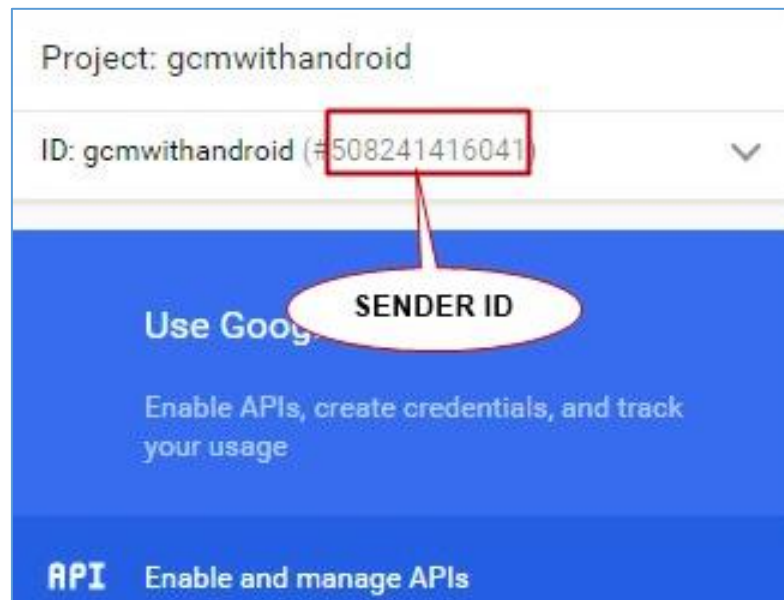 Project: gcmwithandroid
ID: gcmwithandroid (#508241416041)
SENDER ID
Use Goog
Enable APIs, create credentials, and track
your usage
API Enable and manage APIs